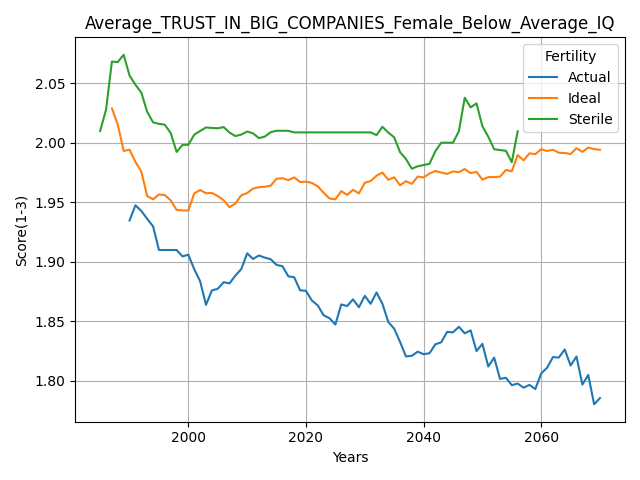 Average_TRUST_IN_BIG_COMPANIES_Female_Below_Average_IQ
Fertility
Actual
Ideal
Sterile
2.05
2.00
1.95
1.90
1.85
1.80
Score(1-3)
2000
2020
2040
2060
Years